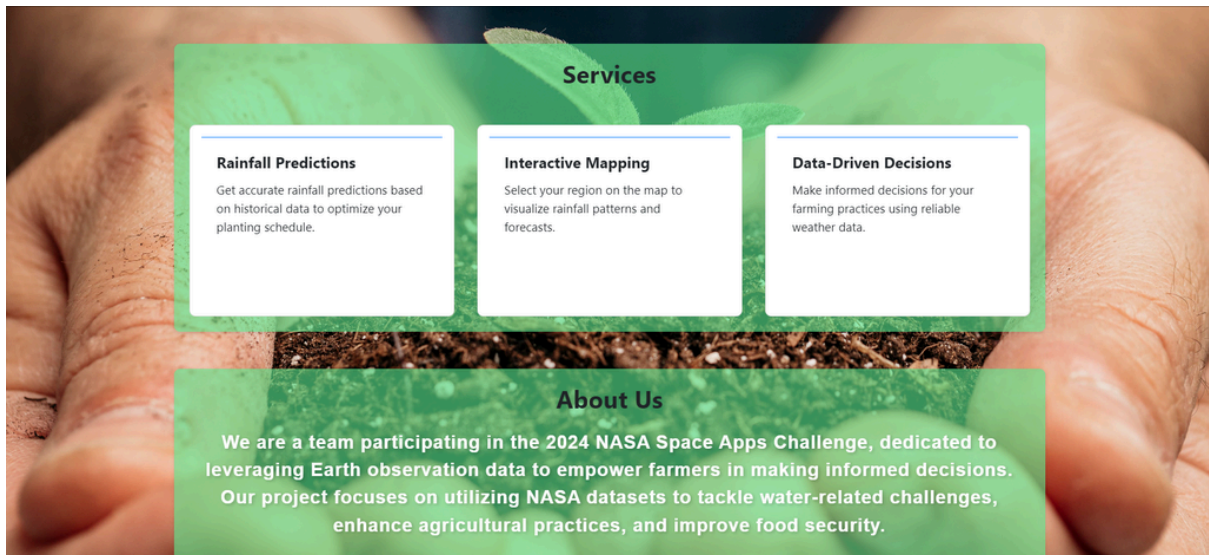 Services
Rainfall Predictions
Get accurate rainfall predictions based
on historical data to optimize your
planting schedule.
Interactive Mapping
Select your region on the map to
visualize rainfall patterns and
forecasts.
Data-Driven Decisions
Make informed decisions for your
farming practices using reliable
weather data.
About Us
We are a team participating in the 2024 NASA Space Apps Challenge, dedicated to
leveraging Earth observation data to empower farmers in making informed decisions.
Our project focuses on utilizing NASA datasets to tackle water-related challenges,
enhance agricultural practices, and improve food security.